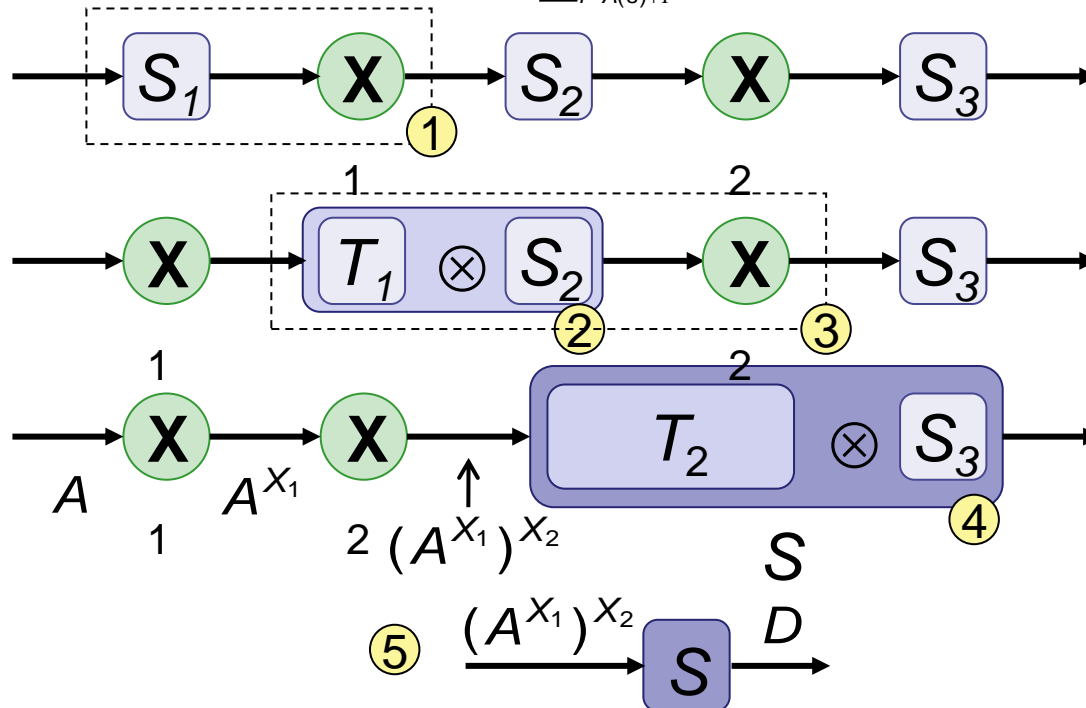 S1 X S2 X S3
1
1 2
X T1 ⊗ S2 X S3
2 3
1 2
X X T2 ⊗ S3
A A^X1
4
1 2 (A^X1)^X2
S
(A^X1)^X2 D
5 S